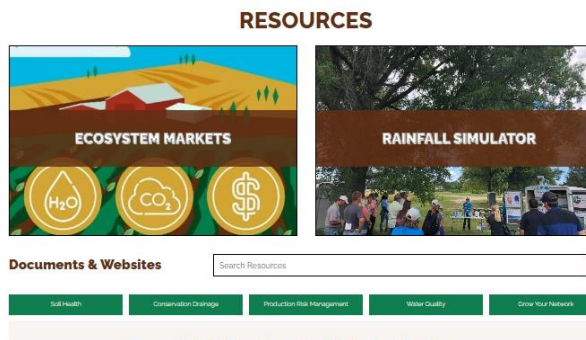 RESOURCES
ECOSYSTEM MARKETS
RAINFALL SIMULATOR
H₂O
CO₂
$
Documents & Websites
Search Resources
Soil Health
Conservation Drainage
Production Risk Management
Water Quality
Grow Your Network